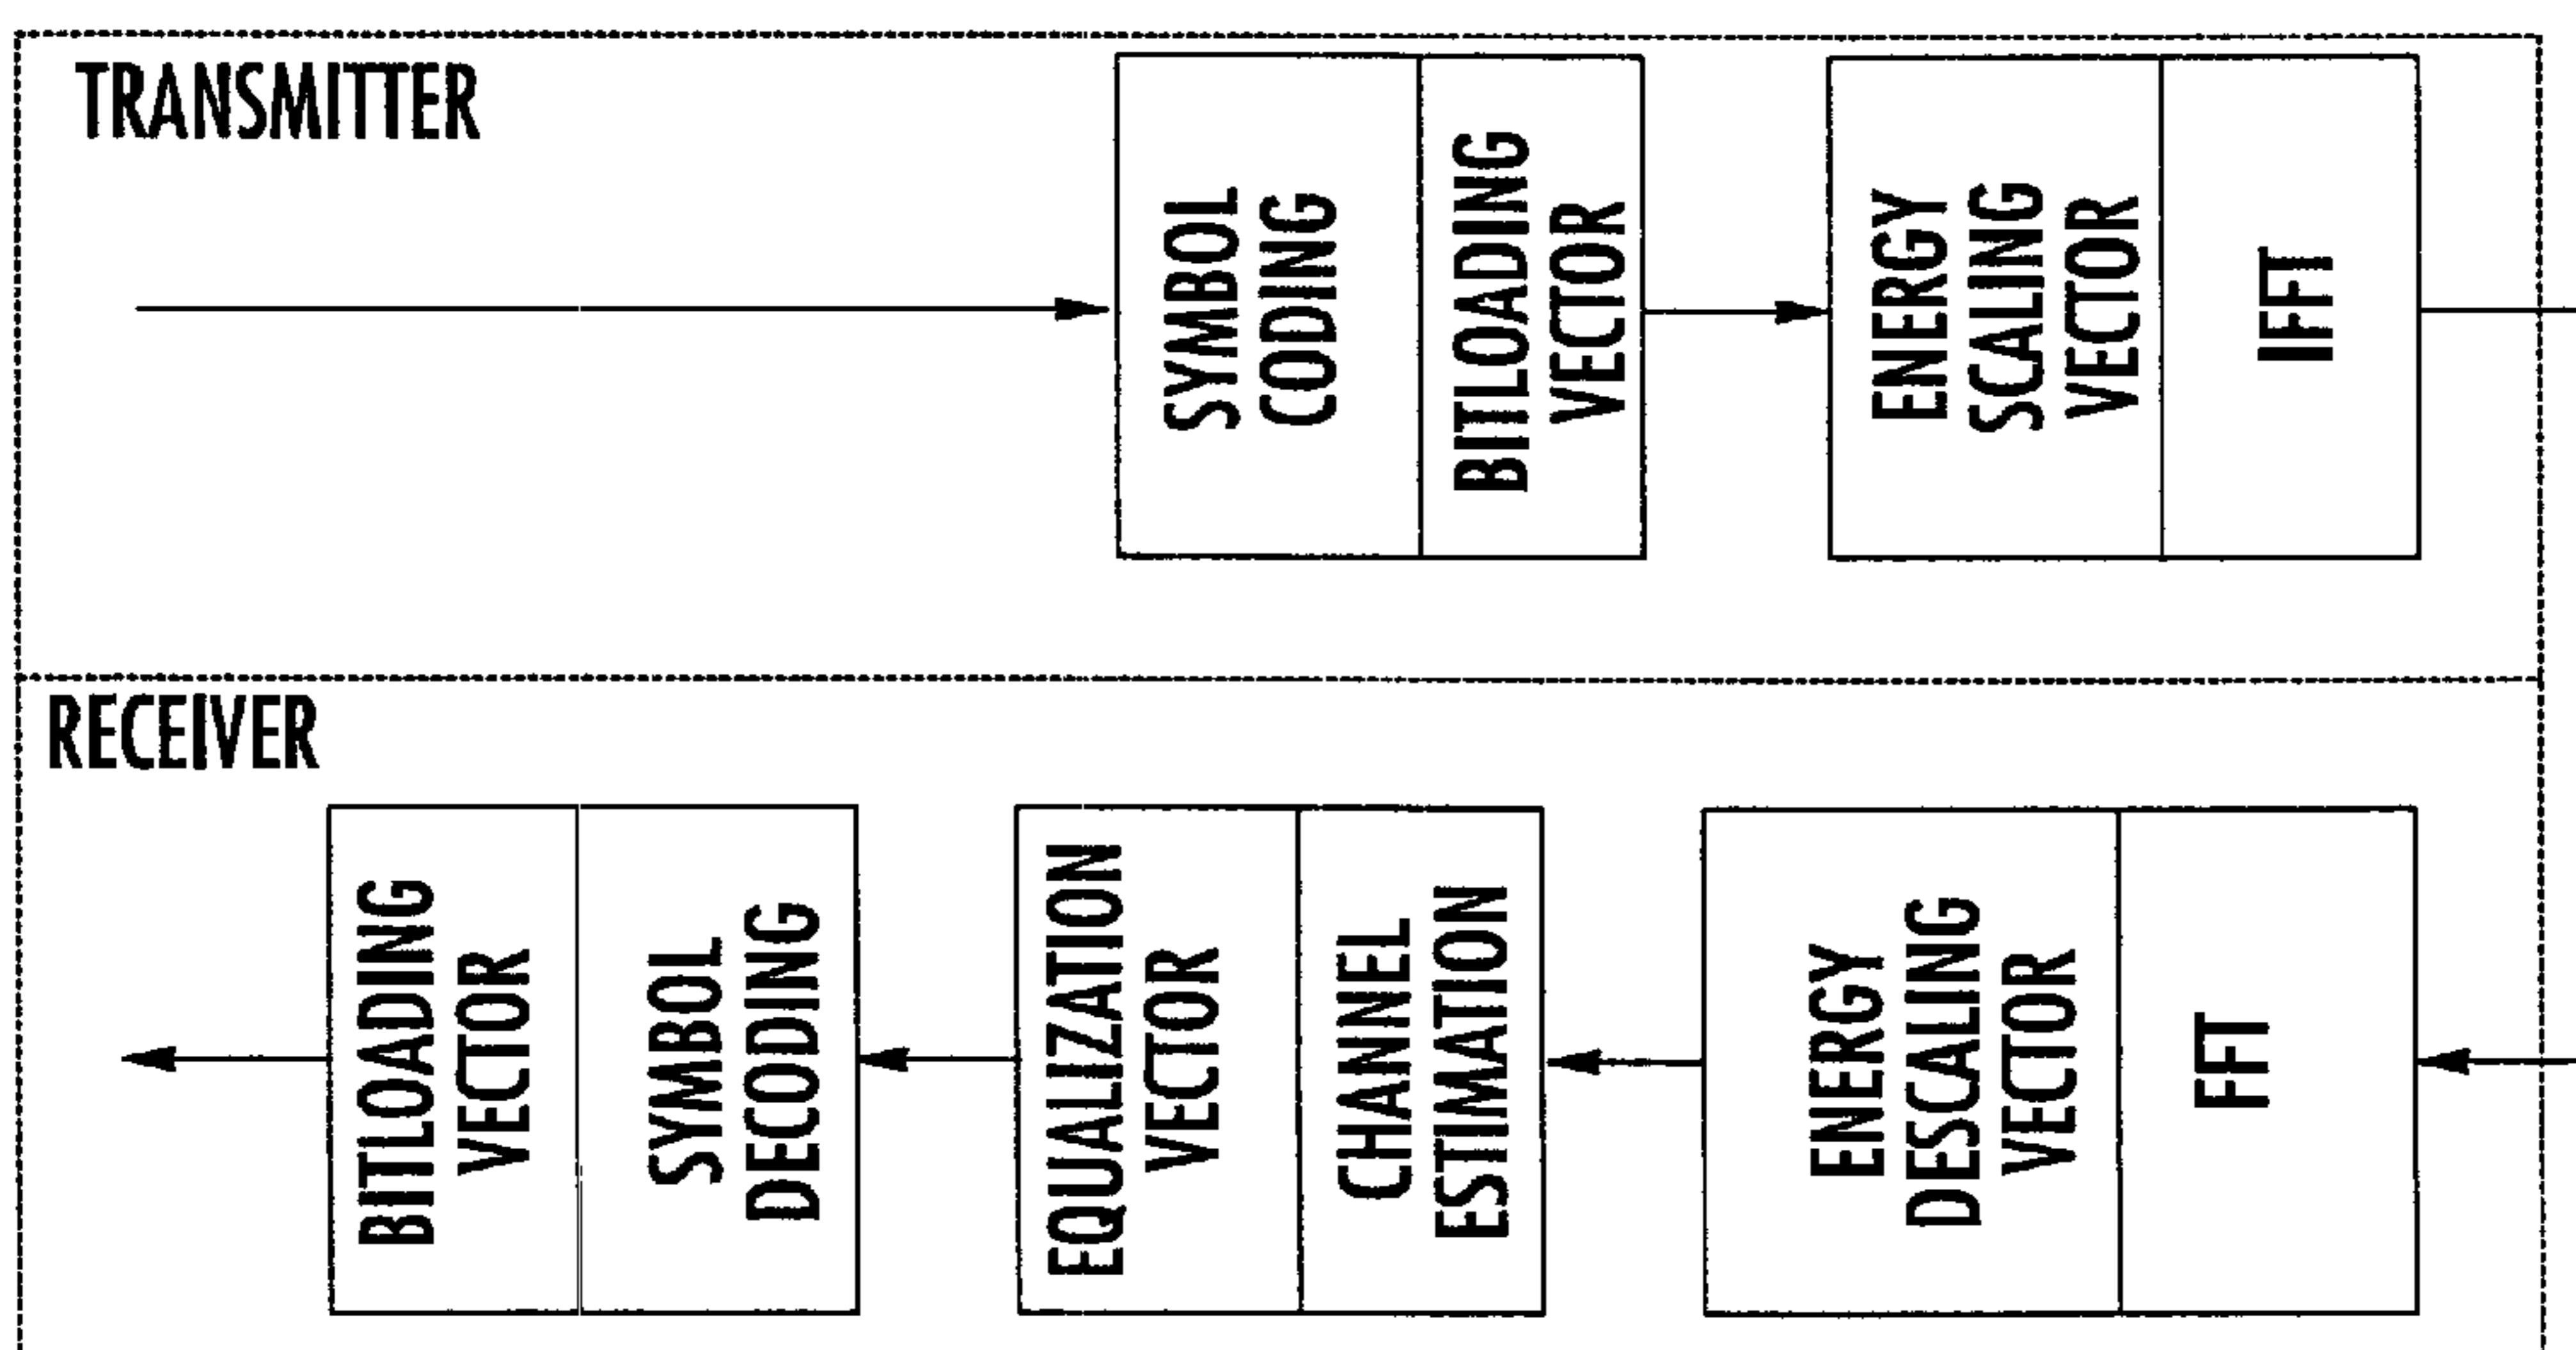 TRANSMITTER
SYMBOL
CODING
BITLOADING
VECTOR
ENERGY
SCALING
VECTOR
IFFT
RECEIVER
BITLOADING
VECTOR
SYMBOL
DECODING
EQUALIZATION
VECTOR
CHANNEL
ESTIMATION
ENERGY
DESCALING
VECTOR
FFT